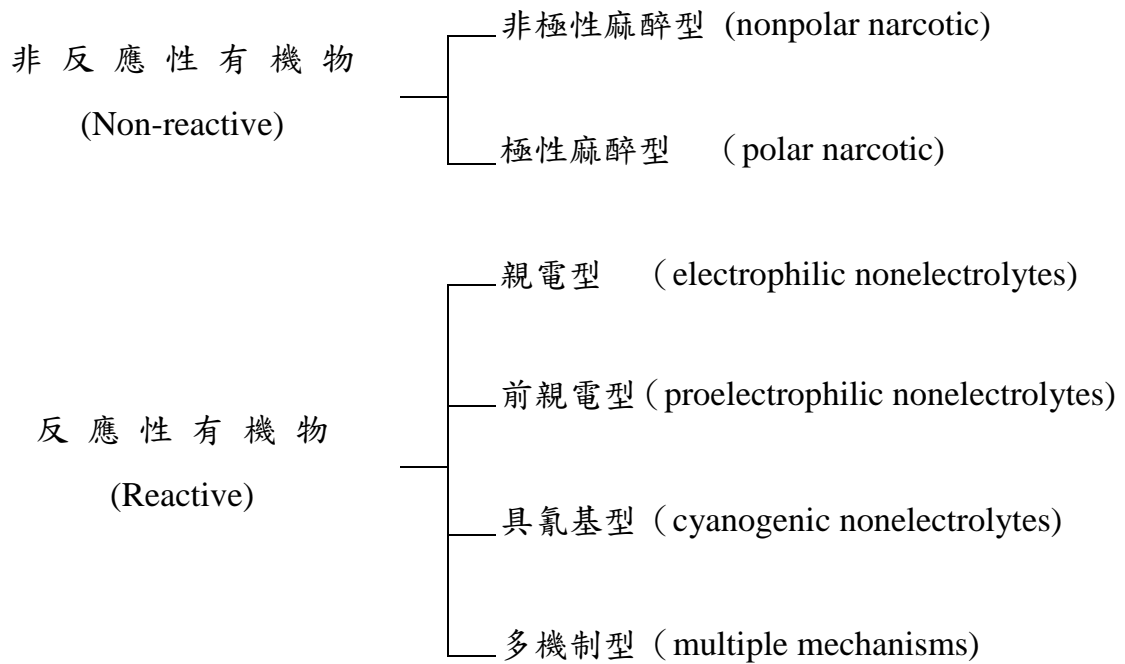 非極性麻醉型 (nonpolar narcotic)
非反應性有機物
(Non-reactive)
極性麻醉型 (polar narcotic)
親電型 (electrophilic nonelectrolytes)
前親電型(proelectrophilic nonelectrolytes)
反應性有機物
(Reactive)
具氰基型(cyanogenic nonelectrolytes)
多機制型(multiple mechanisms)